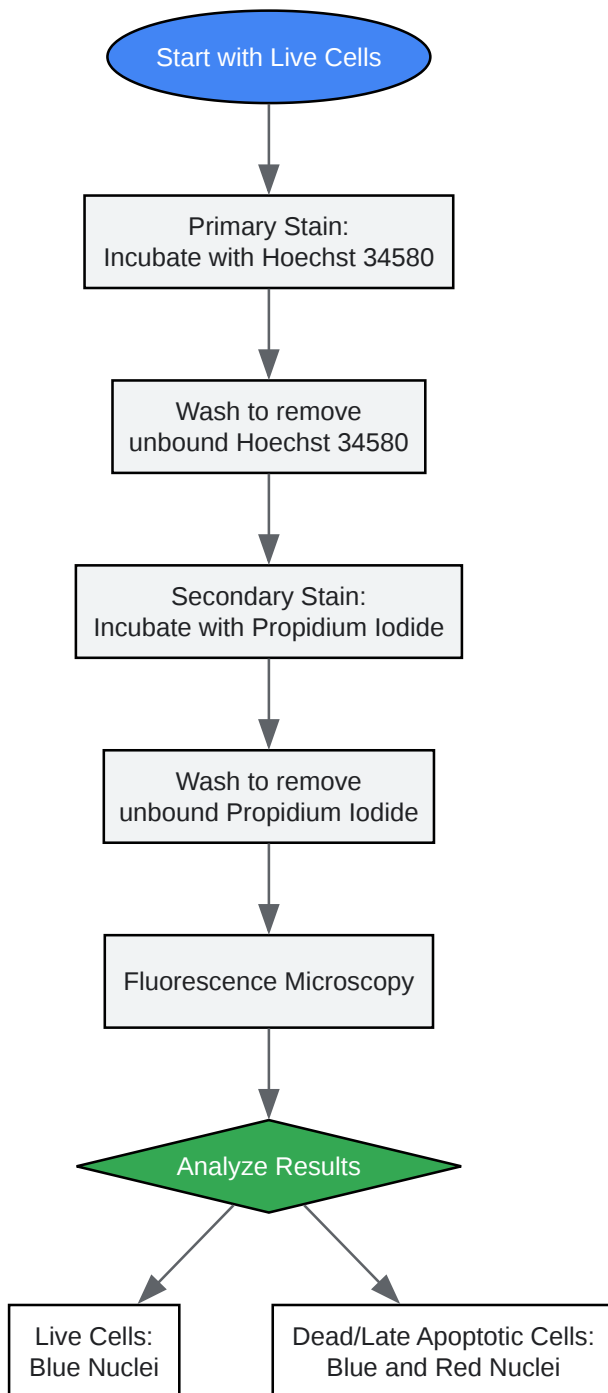 Start with Live Cells
Primary Stain:
Incubate with Hoechst 34580
Wash to remove
unbound Hoechst 34580
Secondary Stain:
Incubate with Propidium Iodide
Wash to remove
unbound Propidium Iodide
Fluorescence Microscopy
Analyze Results
Live Cells:
Blue Nuclei
Dead/Late Apoptotic Cells:
Blue and Red Nuclei